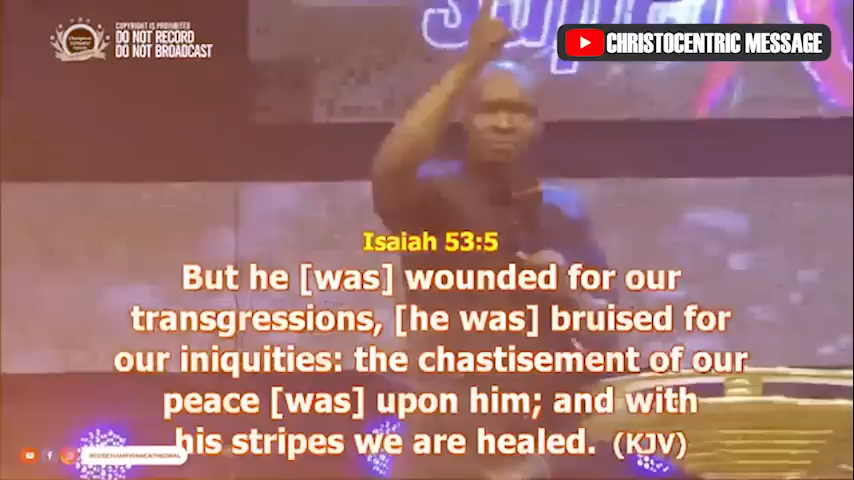 COPYRIGHT IS PROHIBITED
DO NOT RECORD
DO NOT BROADCAST
CHRISTOCENTRIC MESSAGE
Isaiah 53:5
But he [was] wounded for our
transgressions, [he was] bruised for
our iniquities: the chastisement of our
peace [was] upon him; and with
his stripes we are healed. (KJV)